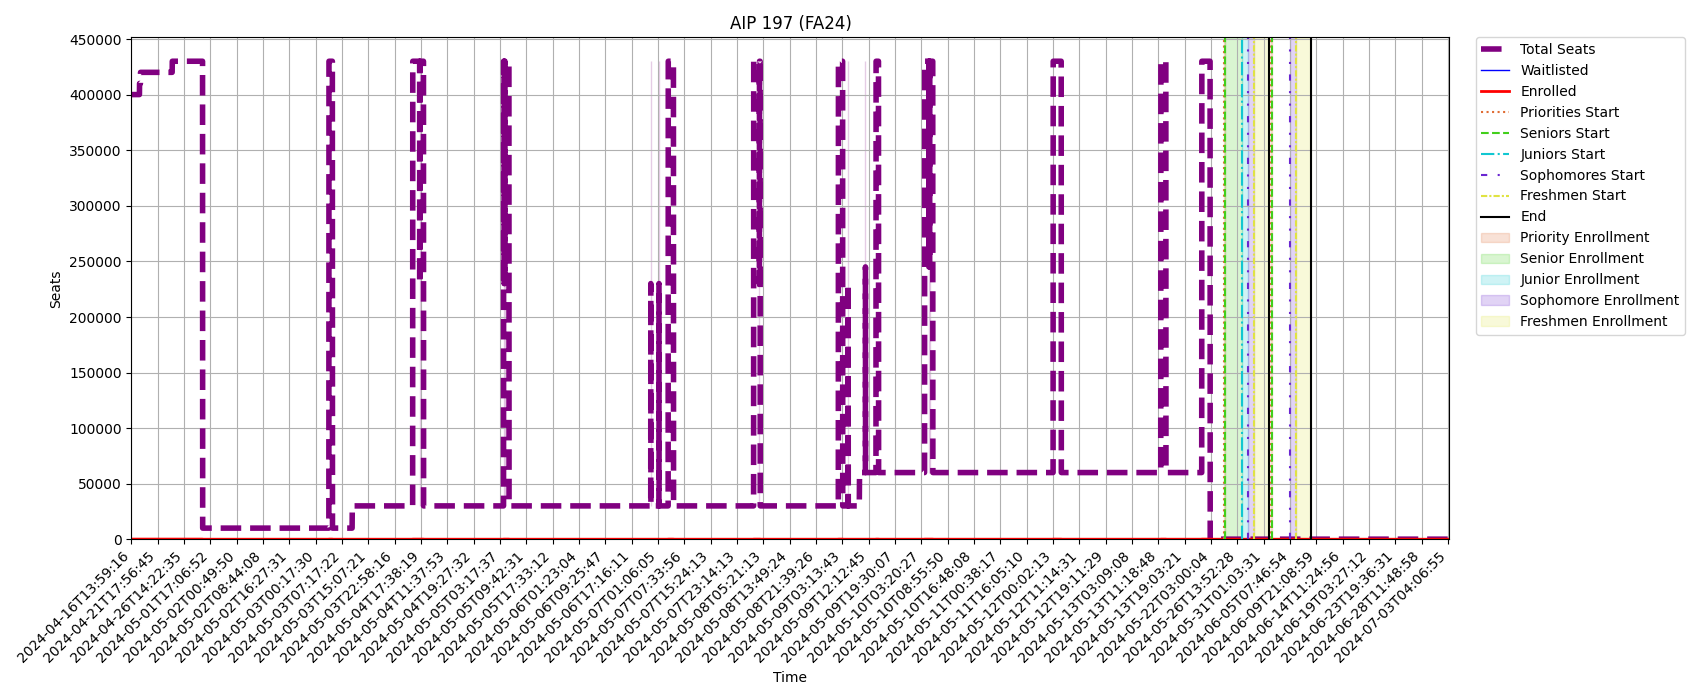 AIP 197 (FA24)
450000
400000
350000
300000
250000
200000
150000
100000
50000
0
Seats
2024-04-16T13:59:16
2024-04-21T17:56:45
2024-04-26T14:22:35
2024-05-01T17:06:52
2024-05-02T00:49:50
2024-05-02T08:44:08
2024-05-02T16:27:31
2024-05-03T00:17:30
2024-05-03T07:17:22
2024-05-03T15:07:21
2024-05-03T22:58:16
2024-05-04T17:38:19
2024-05-04T11:37:53
2024-05-04T19:27:32
2024-05-05T03:17:37
2024-05-05T09:42:31
2024-05-05T17:33:12
2024-05-06T01:23:04
2024-05-06T09:25:47
2024-05-06T17:16:11
2024-05-07T01:06:05
2024-05-07T07:33:56
2024-05-07T15:24:13
2024-05-07T23:14:13
2024-05-08T05:21:13
2024-05-08T13:49:24
2024-05-08T21:39:26
2024-05-09T03:13:43
2024-05-09T12:12:45
2024-05-09T19:30:07
2024-05-10T03:20:27
2024-05-10T08:55:50
2024-05-10T16:48:08
2024-05-11T00:38:17
2024-05-11T16:05:10
2024-05-12T00:02:13
2024-05-12T11:14:31
2024-05-12T19:11:29
2024-05-13T03:09:08
2024-05-13T11:18:48
2024-05-13T19:03:21
2024-05-22T03:00:04
2024-05-26T13:52:28
2024-05-31T01:03:31
2024-06-05T07:46:54
2024-06-09T21:08:59
2024-06-14T11:24:56
2024-06-19T03:27:12
2024-06-23T19:36:31
2024-06-28T11:48:58
2024-07-03T04:06:55
Time
Total Seats
Waitlisted
Enrolled
Priorities Start
Seniors Start
Juniors Start
Sophomores Start
Freshmen Start
End
Priority Enrollment
Senior Enrollment
Junior Enrollment
Sophomore Enrollment
Freshmen Enrollment